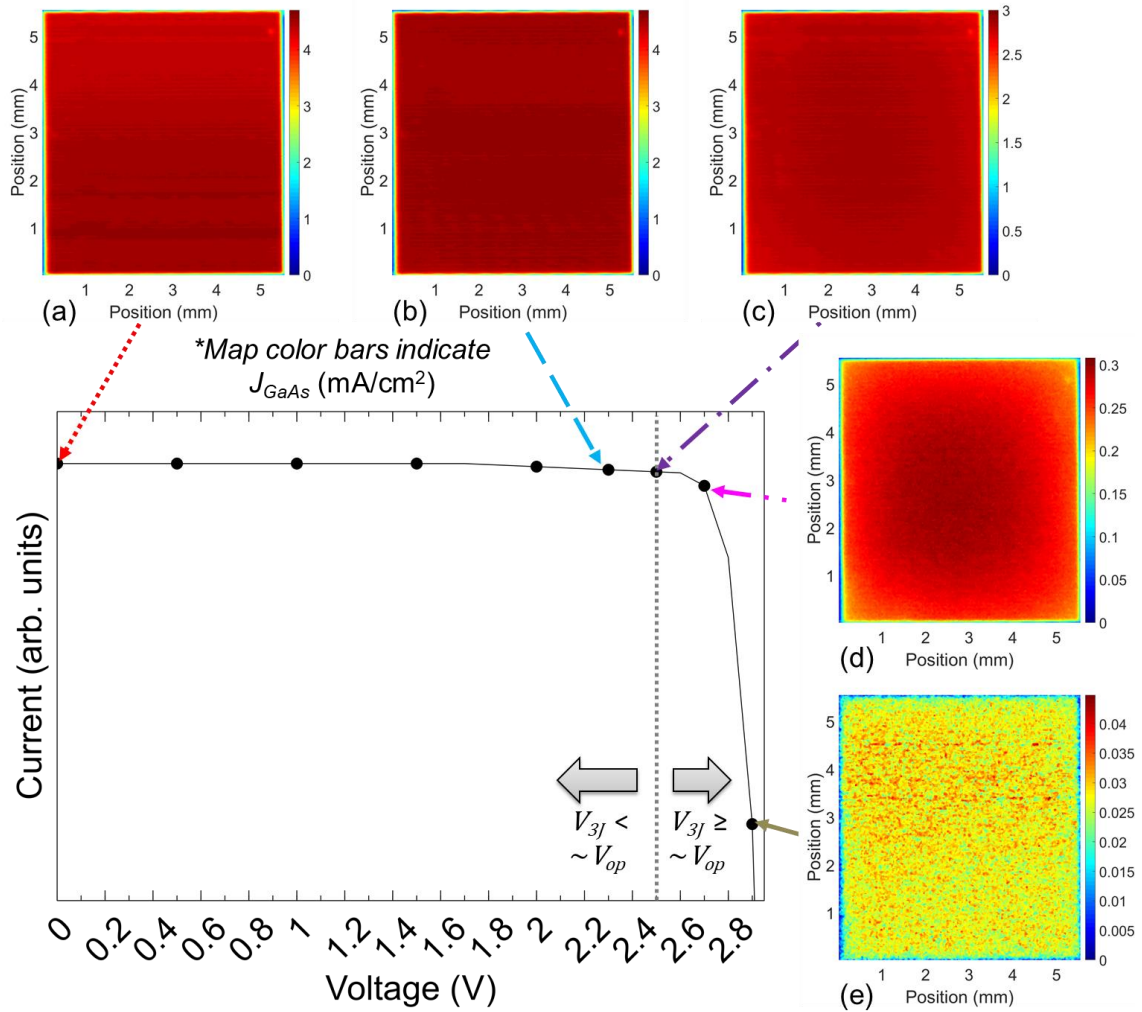 5
4
3
2
1
Position (mm)
1 2 3 4 5
Position (mm)
(a)
4
3
2
1
0
5
4
3
2
1
Position (mm)
1 2 3 4 5
Position (mm)
(b)
4
3
2
1
0
5
4
3
2
1
Position (mm)
1 2 3 4 5
Position (mm)
(c)
3
2.5
2
1.5
1
0.5
0
*Map color bars indicate
J_GaAs (mA/cm²)
Current (arb. units)
V_3J < V_3J ≥
~ V_op ~ V_op
0 0.2 0.4 0.6 0.8 1 1.2 1.4 1.6 1.8 2 2.2 2.4 2.6 2.8
Voltage (V)
5
4
3
2
1
Position (mm)
1 2 3 4 5
Position (mm)
(d)
0.3
0.25
0.2
0.15
0.1
0.05
0
5
4
3
2
1
Position (mm)
1 2 3 4 5
Position (mm)
(e)
0.04
0.035
0.03
0.025
0.02
0.015
0.01
0.005
0